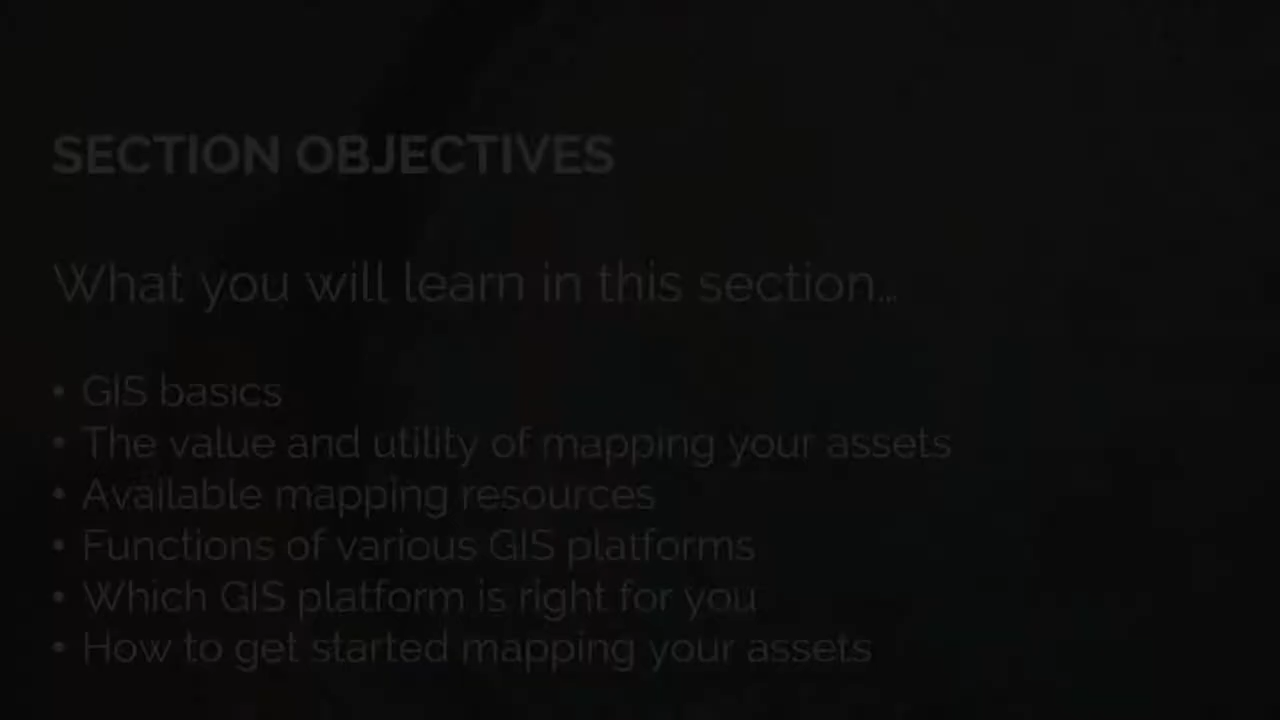 SECTION OBJECTIVES
What you will learn in this section...
• GIS basics
• The value and utility of mapping your assets
• Available mapping resources
• Functions of various GIS platforms
• Which GIS platform is right for you
• How to get started mapping your assets